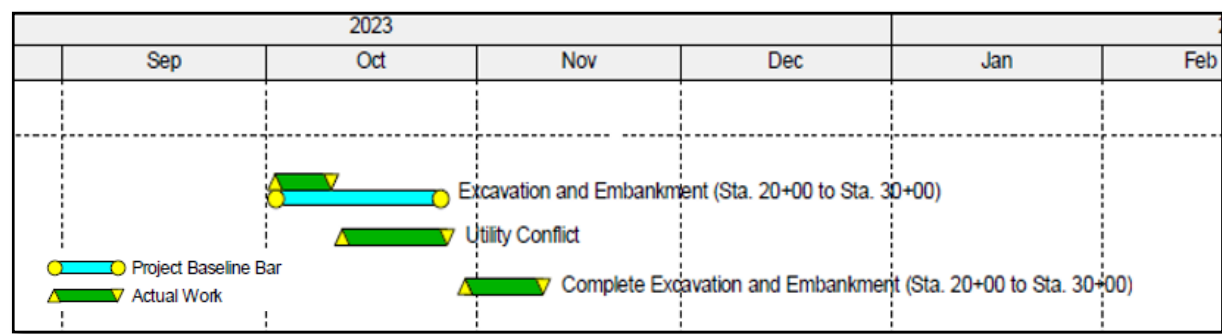 2023
Sep Oct Nov Dec Jan Feb
Excavation and Embankment (Sta. 20+00 to Sta. 30+00)
Utility Conflict
Project Baseline Bar
Complete Excavation and Embankment (Sta. 20+00 to Sta. 30+00)
Actual Work